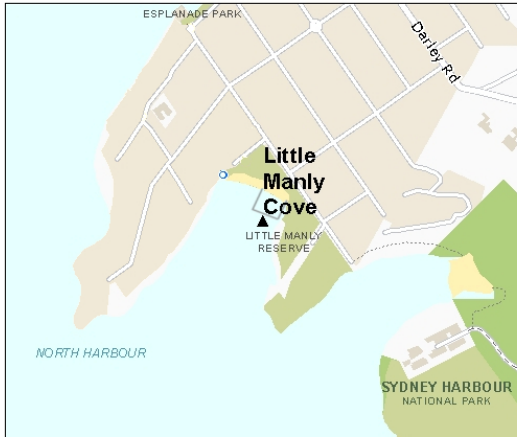 ESPLANADE PARK
Darley Rd
Little
Manly
Cove
LITTLE MANLY
RESERVE
NORTH HARBOUR
SYDNEY HARBOUR
NATIONAL PARK